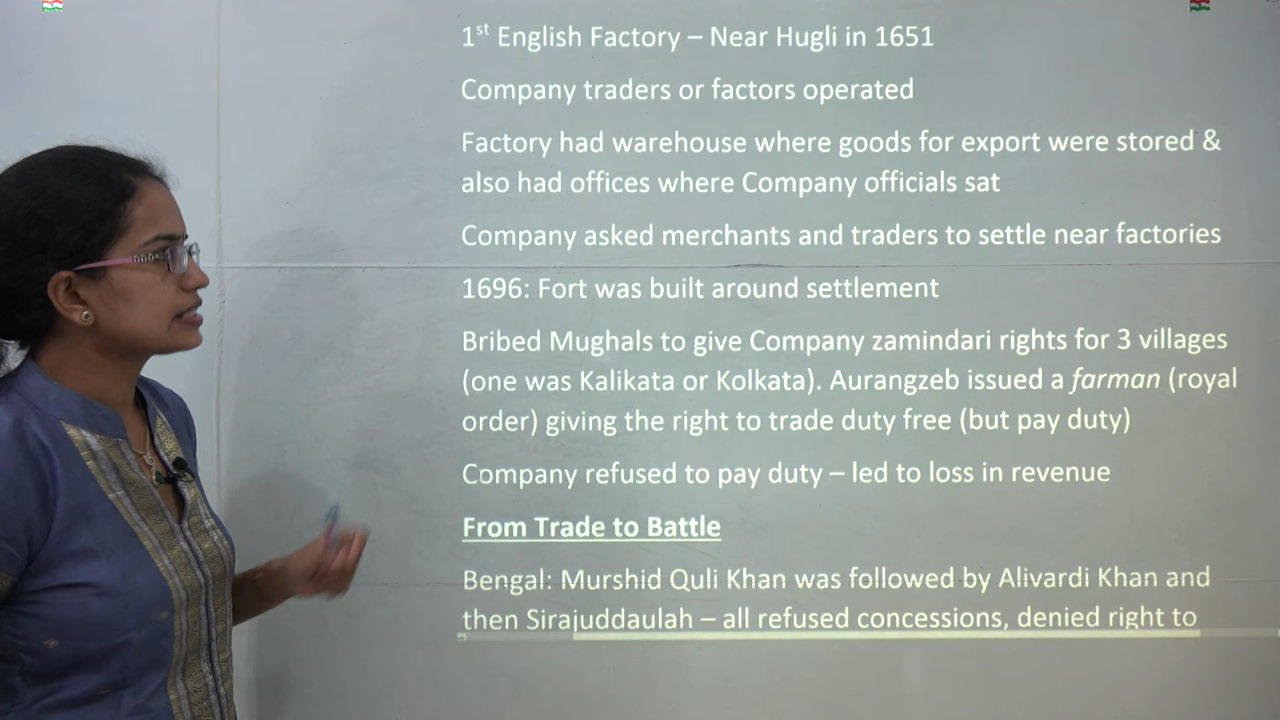 1st English Factory – Near Hugli in 1651
Company traders or factors operated
Factory had warehouse where goods for export were stored &
also had offices where Company officials sat
Company asked merchants and traders to settle near factories
1696: Fort was built around settlement
Bribed Mughals to give Company zamindari rights for 3 villages
(one was Kalikata or Kolkata). Aurangzeb issued a farman (royal
order) giving the right to trade duty free (but pay duty)
Company refused to pay duty – led to loss in revenue
From Trade to Battle
Bengal: Murshid Quli Khan was followed by Alivardi Khan and
then Sirajuddaulah – all refused concessions, denied right to